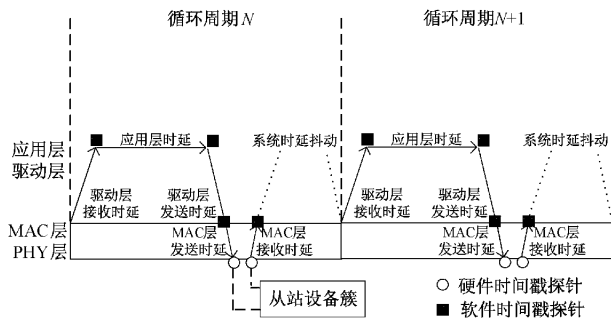 循环周期N
循环周期N+1
应用层时延
系统时延抖动
应用层时延
系统时延抖动
应用层
驱动层
驱动层
接收时延
驱动层
发送时延
驱动层
接收时延
驱动层
发送时延
MAC层
PHY层
MAC层
发送时延
MAC层
接收时延
MAC层
发送时延
MAC层
接收时延
从站设备簇
硬件时间戳探针
软件时间戳探针